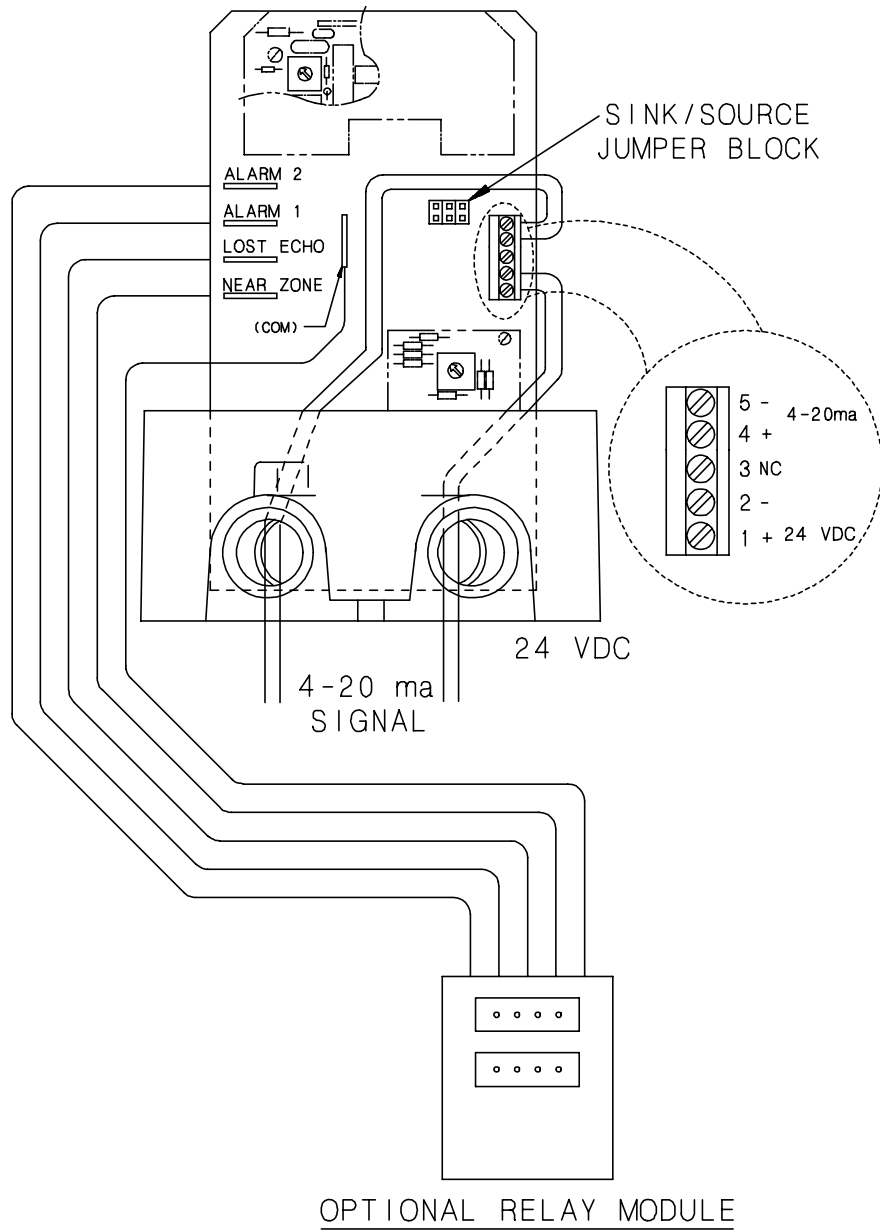 SINK/SOURCE
JUMPER BLOCK
ALARM 2
ALARM 1
LOST ECHO
NEAR ZONE
(COM)
5 - 4-20ma
4 +
3 NC
2 -
1 + 24 VDC
24 VDC
4-20 ma
SIGNAL
OPTIONAL RELAY MODULE